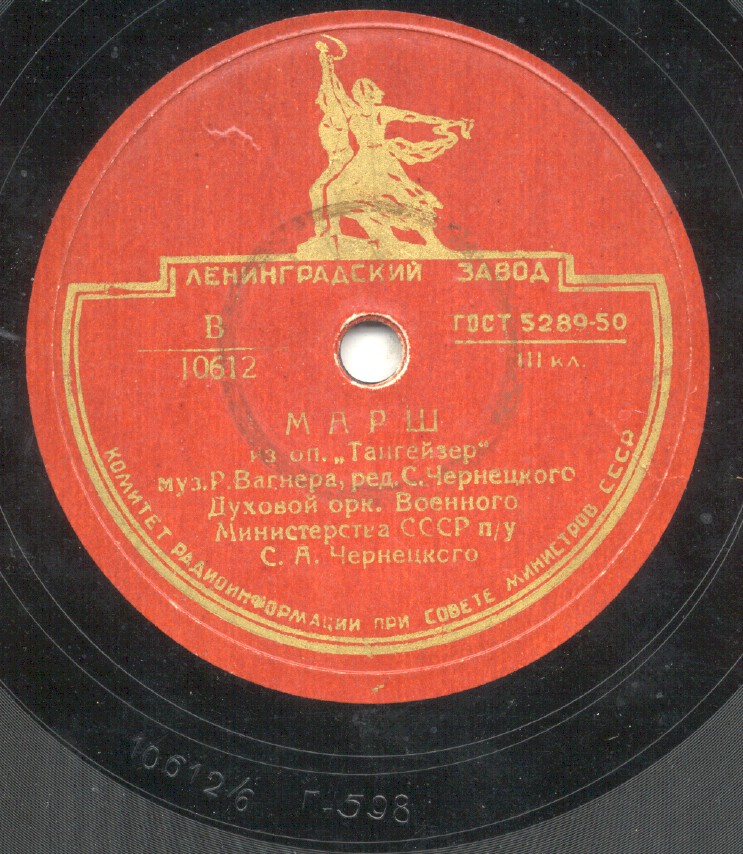 ЛЕНИНГРАДСКИЙ ЗАВОД
В
10612
ГОСТ 5289-50
III кл.
МАРШ
из оп. „Тангейзер“
муз.Р.Вагнера, ред.С.Чернецкого
Духовой орк. Военного
Министерства СССР п/у
С. А. Чернецкого
КОМИТЕТ РАДИОИНФОРМАЦИИ ПРИ СОВЕТЕ МИНИСТРОВ СССР
10612/6 Г-598